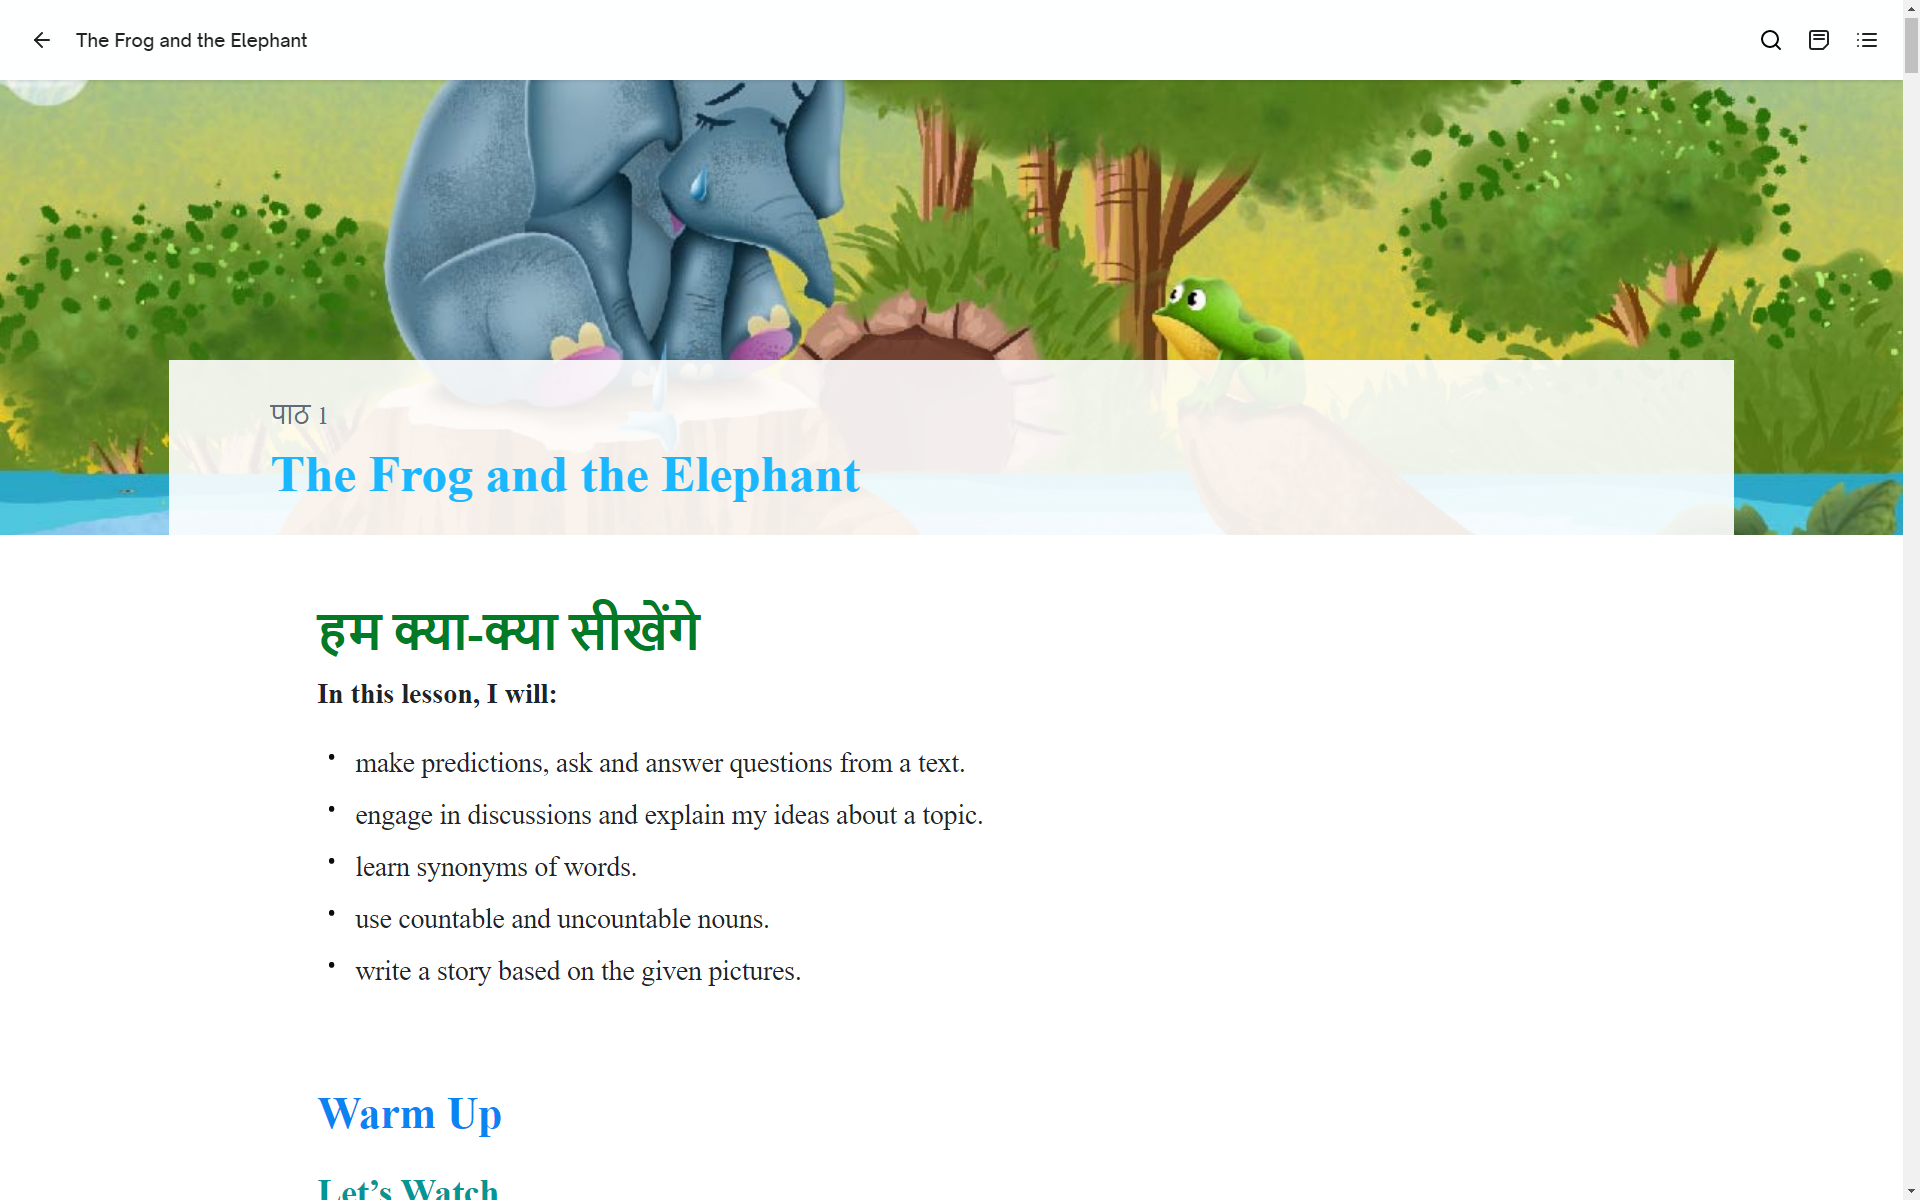 The Frog and the Elephant
पाठ 1
The Frog and the Elephant
हम क्या-क्या सीखेंगे
In this lesson, I will:
• make predictions, ask and answer questions from a text.
• engage in discussions and explain my ideas about a topic.
• learn synonyms of words.
• use countable and uncountable nouns.
• write a story based on the given pictures.
Warm Up
Let’s Watch